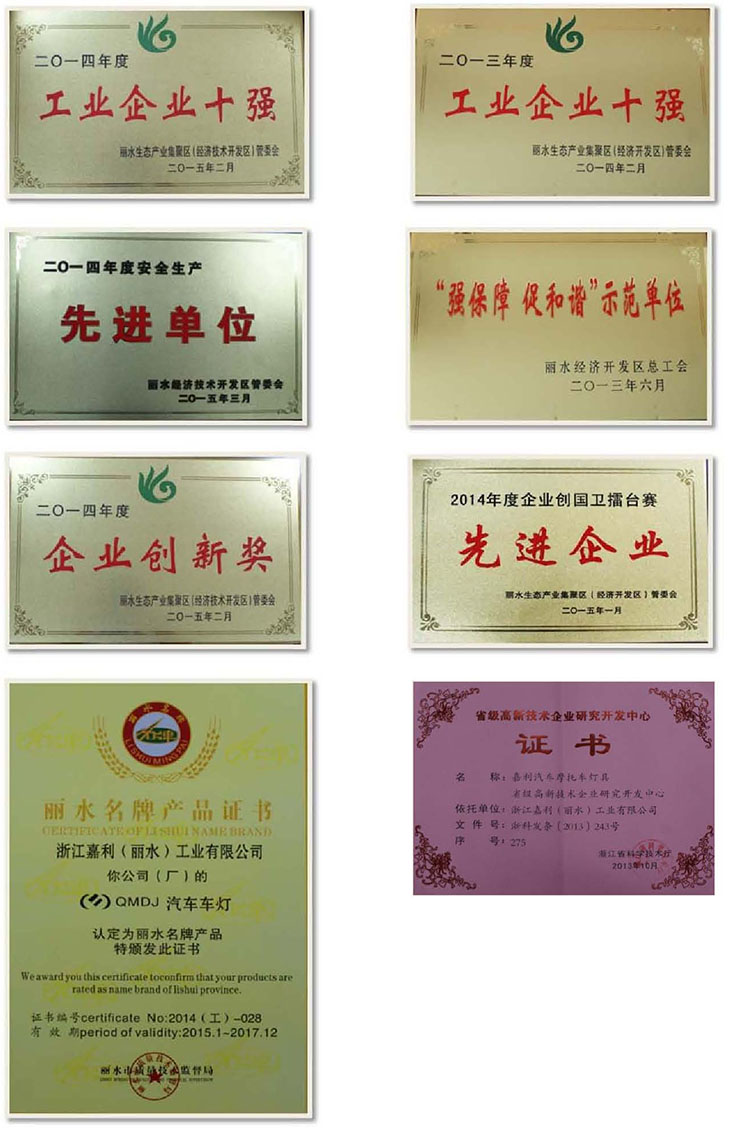 二〇一四年度
工业企业十强
丽水生态产业集聚区(经济技术开发区)管委会
二〇一五年二月
二〇一三年度
工业企业十强
丽水生态产业集聚区(经济开发区)管委会
二〇一四年二月
二〇一四年度安全生产
先进单位
丽水经济技术开发区管委会
二〇一五年三月
“强保障 促和谐”示范单位
丽水经济开发区总工会
二〇一三年六月
二〇一四年度
企业创新奖
丽水生态产业集聚区(经济技术开发区)管委会
二〇一五年二月
2014年度企业创国卫擂台赛
先进企业
丽水生态产业集聚区(经济开发区)管委会
二〇一五年一月
丽水名牌
LISHUI MING PAI
丽水名牌产品证书
CERTIFICATE OF LISHUI NAME BRAND
浙江嘉利(丽水)工业有限公司
你公司(厂)的
QMDJ 汽车车灯
认定为丽水名牌产品
特颁发此证书
We award you this certificate toconfirm that your products are
rated as name brand of lishui province.
证书编号certificate No:2014(工)-028
有效期period of validity:2015.1~2017.12
丽水市质量技术监督局
省级高新技术企业研究开发中心
证书
名称:嘉利汽车摩托车灯具
省级高新技术企业研究开发中心
依托单位:浙江嘉利(丽水)工业有限公司
文件号:浙科发条〔2013〕243号
序号:275
浙江省科学技术厅
2013年10月